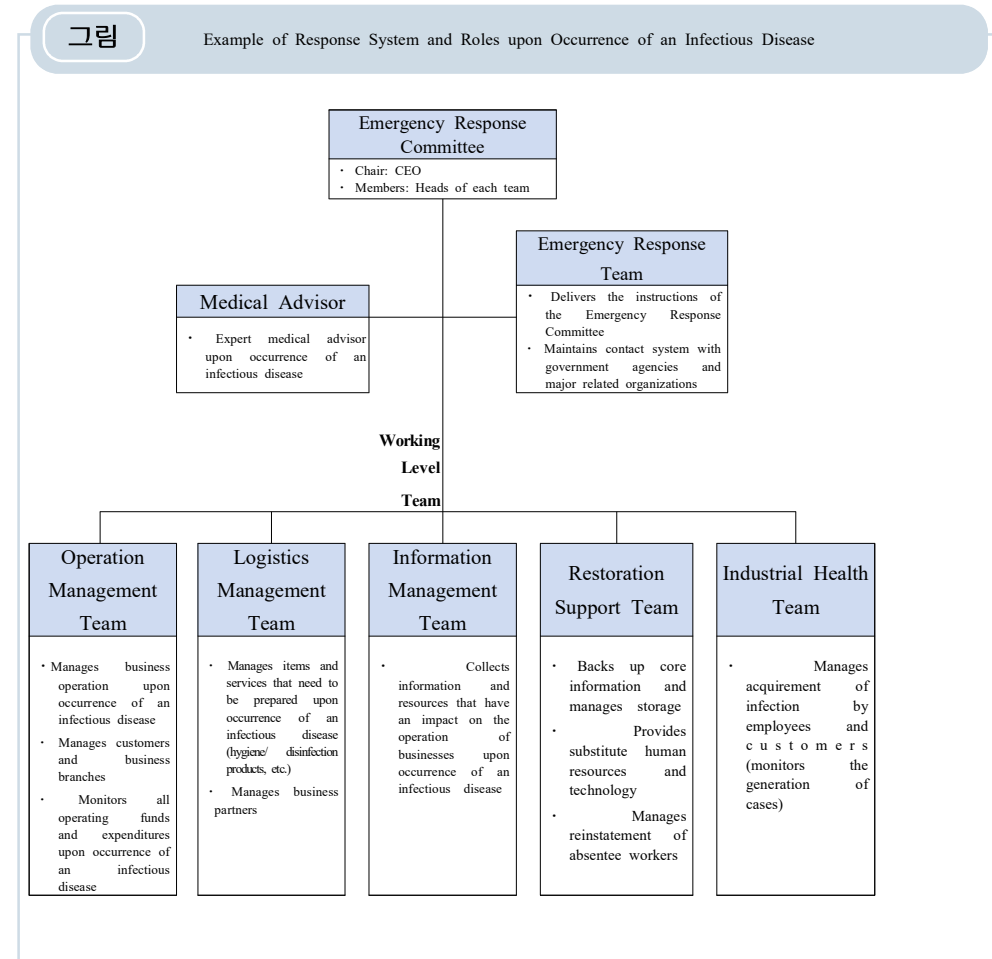 그림
Example of Response System and Roles upon Occurrence of an Infectious Disease
Emergency Response
Committee
· Chair: CEO
· Members: Heads of each team
Emergency Response
Team
· Delivers the instructions of
the Emergency Response
Committee
· Maintains contact system with
government agencies and
major related organizations
Medical Advisor
· Expert medical advisor
upon occurrence of an
infectious disease
Working
Level
Team
Operation
Management
Team
· Manages business
operation upon
occurrence of an
infectious disease
· Manages customers
and business
branches
· Monitors all
operating funds
and expenditures
upon occurrence of
an infectious
disease
Logistics
Management
Team
· Manages items and
services that need to
be prepared upon
occurrence of an
infectious disease
(hygiene/ disinfection
products, etc.)
· Manages business
partners
Information
Management
Team
· Collects
information and
resources that have
an impact on the
operation of
businesses upon
occurrence of an
infectious disease
Restoration
Support Team
· Backs up core
information and
manages storage
· Provides
substitute human
resources and
technology
· Manages
reinstatement of
absentee workers
Industrial Health
Team
· Manages
acquirement of
infection by
employees and
customers
(monitors the
generation of
cases)